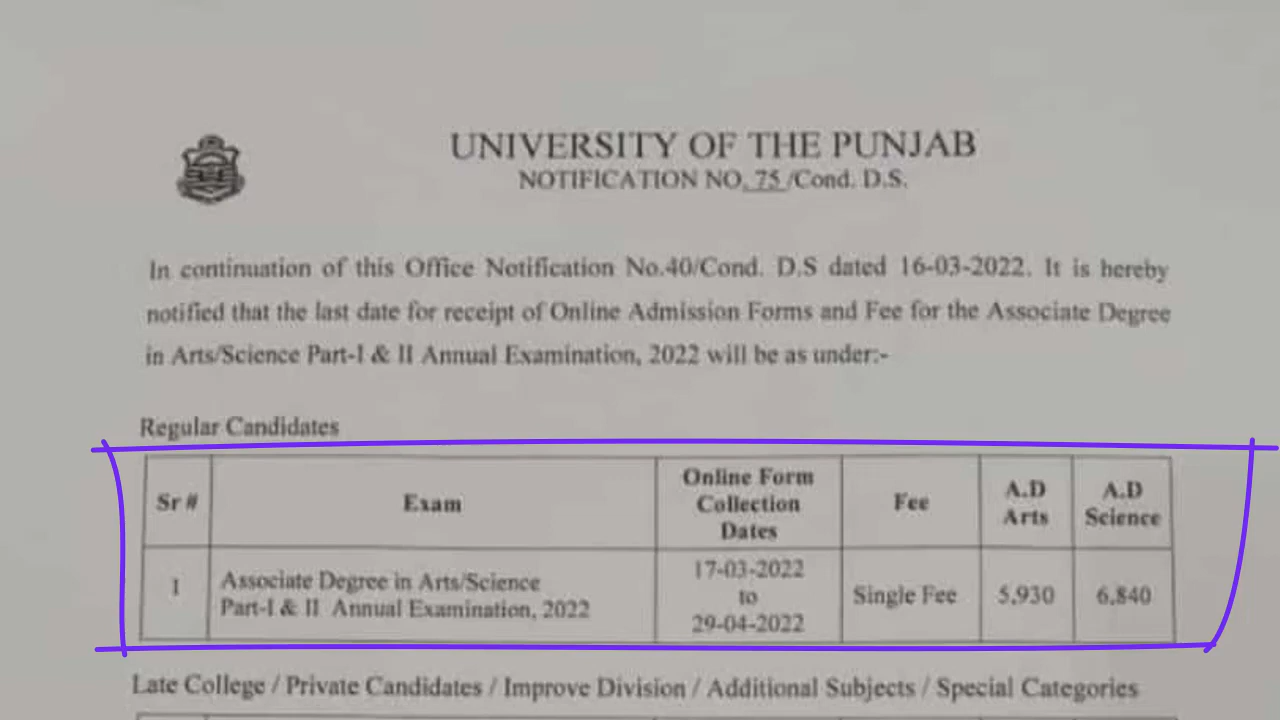 UNIVERSITY OF THE PUNJAB
NOTIFICATION NO. 75 /Cond. D.S.
In continuation of this Office Notification No.40/Cond. D.S dated 16-03-2022. It is hereby
notified that the last date for receipt of Online Admission Forms and Fee for the Associate Degree
in Arts/Science Part-I & II Annual Examination, 2022 will be as under:-
Regular Candidates
Sr # Exam Online Form Collection Dates Fee A.D Arts A.D Science
1 Associate Degree in Arts/Science Part-I & II Annual Examination, 2022 17-03-2022 to 29-04-2022 Single Fee 5,930 6,840
Late College / Private Candidates / Improve Division / Additional Subjects / Special Categories